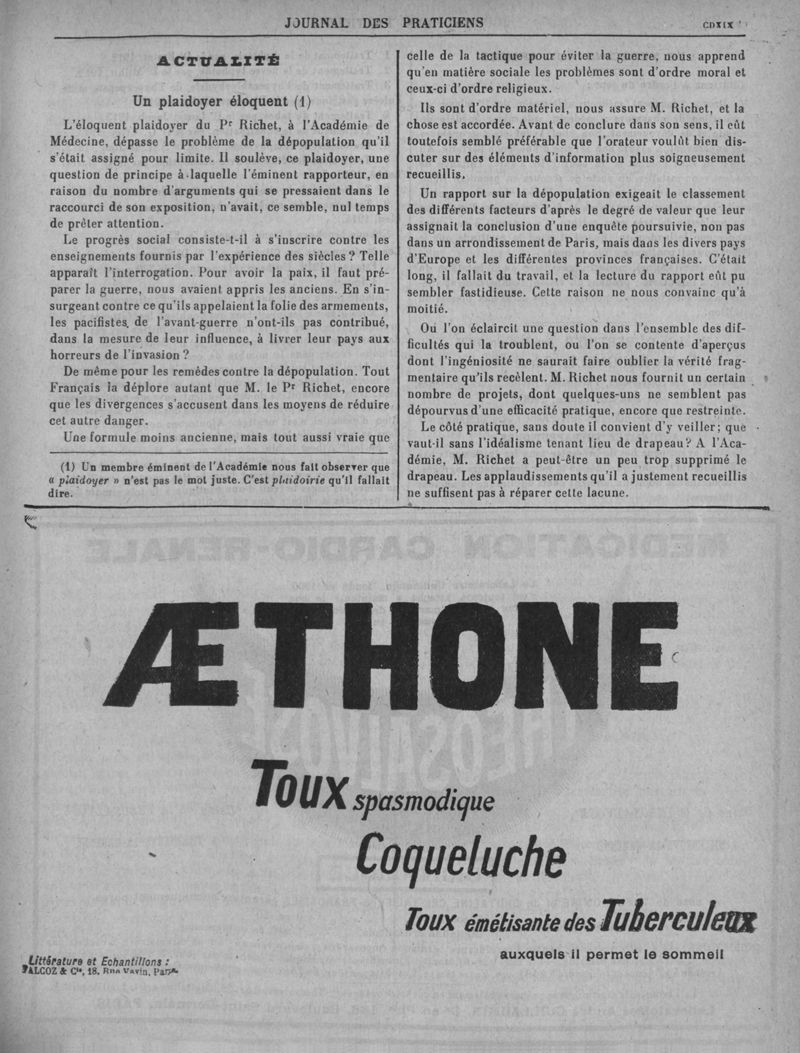 JOURNAL DES PRATICIENS
CDXIX
ACTUALITÉ
Un plaidoyer éloquent (1)
L'éloquent plaidoyer du Pr Richet, à l'Académie de
Médecine, dépasse le problème de la dépopulation qu'il
s'était assigné pour limite. Il soulève, ce plaidoyer, une
question de principe à laquelle l'éminent rapporteur, en
raison du nombre d'arguments qui se pressaient dans le
raccourci de son exposition, n'avait, ce semble, nul temps
de prêter attention.
Le progrès social consiste-t-il à s'inscrire contre les
enseignements fournis par l'expérience des siècles ? Telle
apparaît l'interrogation. Pour avoir la paix, il faut pré-
parer la guerre, nous avaient appris les anciens. En s'in-
surgeant contre ce qu'ils appelaient la folie des armements,
les pacifistes, de l'avant-guerre n'ont-ils pas contribué,
dans la mesure de leur influence, à livrer leur pays aux
horreurs de l'invasion ?
De même pour les remèdes contre la dépopulation. Tout
Français la déplore autant que M. le Pr Richet, encore
que les divergences s'accusent dans les moyens de réduire
cet autre danger.
Une formule moins ancienne, mais tout aussi vraie que
(1) Un membre éminent de l'Académie nous fait observer que
« plaidoyer » n'est pas le mot juste. C'est plaidoirie qu'il fallait
dire.
celle de la tactique pour éviter la guerre, nous apprend
qu'en matière sociale les problèmes sont d'ordre moral et
ceux-ci d'ordre religieux.
Ils sont d'ordre matériel, nous assure M. Richet, et la
chose est accordée. Avant de conclure dans son sens, il eût
toutefois semblé préférable que l'orateur voulût bien dis-
cuter sur des éléments d'information plus soigneusement
recueillis.
Un rapport sur la dépopulation exigeait le classement
des différents facteurs d'après le degré de valeur que leur
assignait la conclusion d'une enquête poursuivie, non pas
dans un arrondissement de Paris, mais dans les divers pays
d'Europe et les différentes provinces françaises. C'était
long, il fallait du travail, et la lecture du rapport eût pu
sembler fastidieuse. Cette raison ne nous convainc qu'à
moitié.
Ou l'on éclaircit une question dans l'ensemble des dif-
ficultés qui la troublent, ou l'on se contente d'aperçus
dont l'ingéniosité ne saurait faire oublier la vérité frag-
mentaire qu'ils recèlent. M. Richet nous fournit un certain
nombre de projets, dont quelques-uns ne semblent pas
dépourvus d'une efficacité pratique, encore que restreinte.
Le côté pratique, sans doute il convient d'y veiller ; que
vaut-il sans l'idéalisme tenant lieu de drapeau ? A l'Aca-
démie, M. Richet a peut-être un peu trop supprimé le
drapeau. Les applaudissements qu'il a justement recueillis
ne suffisent pas à réparer cette lacune.
ÆTHONE
Toux spasmodique
Coqueluche
Toux émétisante des Tuberculeux
auxquels il permet le sommeil
Littérature et Echantillons :
FALCOZ & Cie, 18, Rue Vavin, Paris.